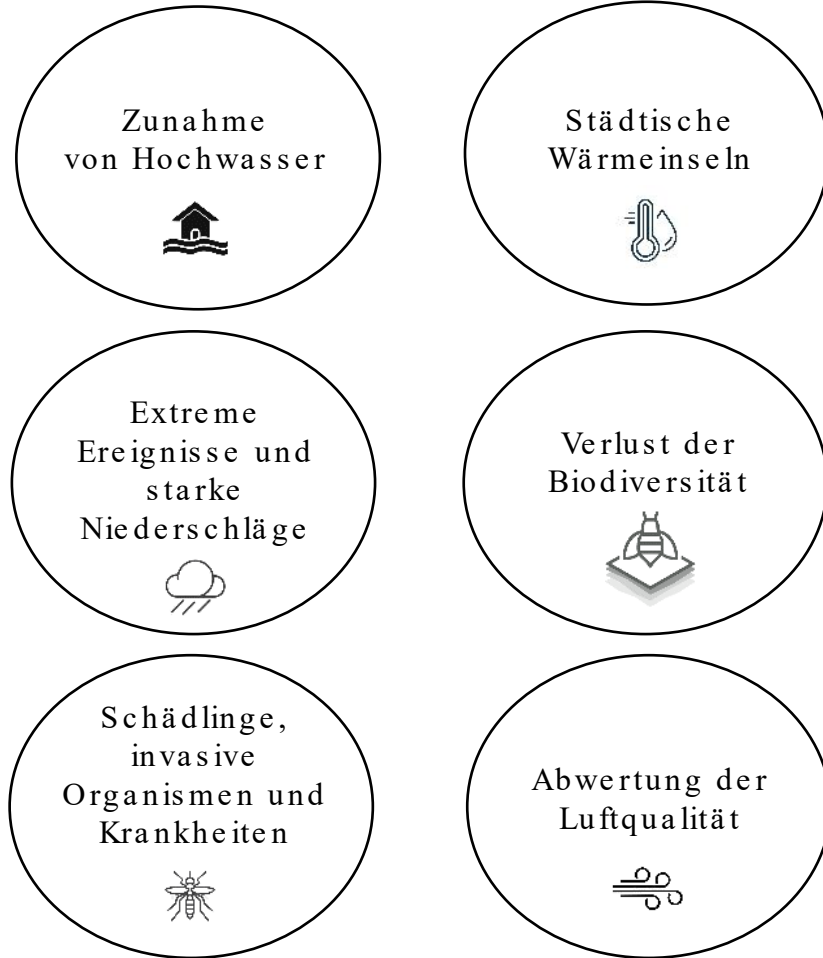 Zunahme
von Hochwasser
Städtische
Wärmeinseln
Extreme
Ereignisse und
starke
Niederschläge
Verlust der
Biodiversität
Schädlinge,
invasive
Organismen und
Krankheiten
Abwertung der
Luftqualität